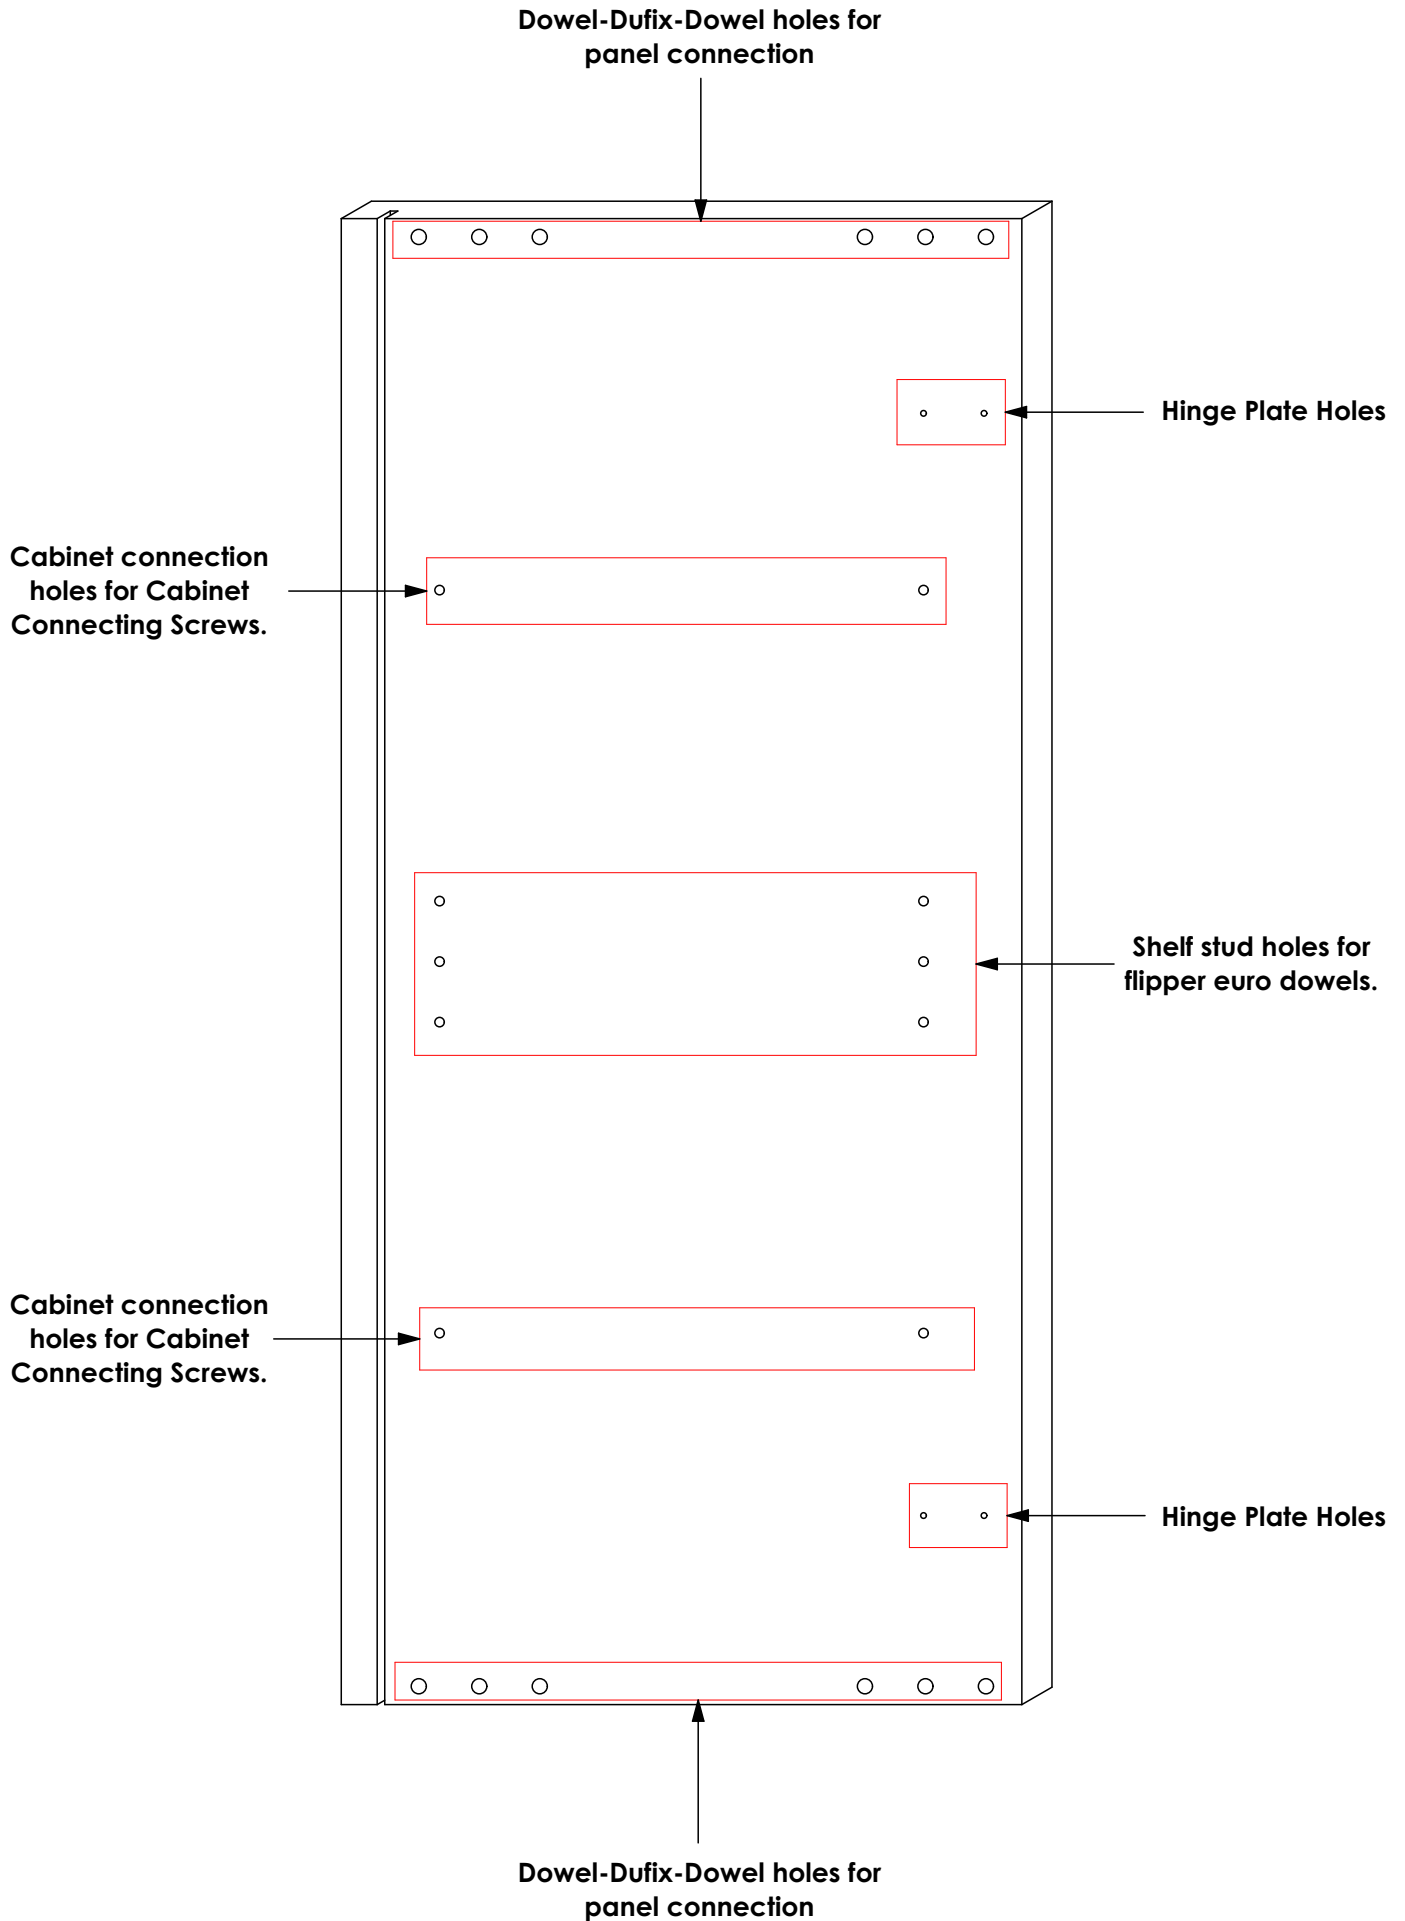 Dowel-Dufix-Dowel holes for
panel connection
Hinge Plate Holes
Cabinet connection
holes for Cabinet
Connecting Screws.
Shelf stud holes for
flipper euro dowels.
Cabinet connection
holes for Cabinet
Connecting Screws.
Hinge Plate Holes
Dowel-Dufix-Dowel holes for
panel connection